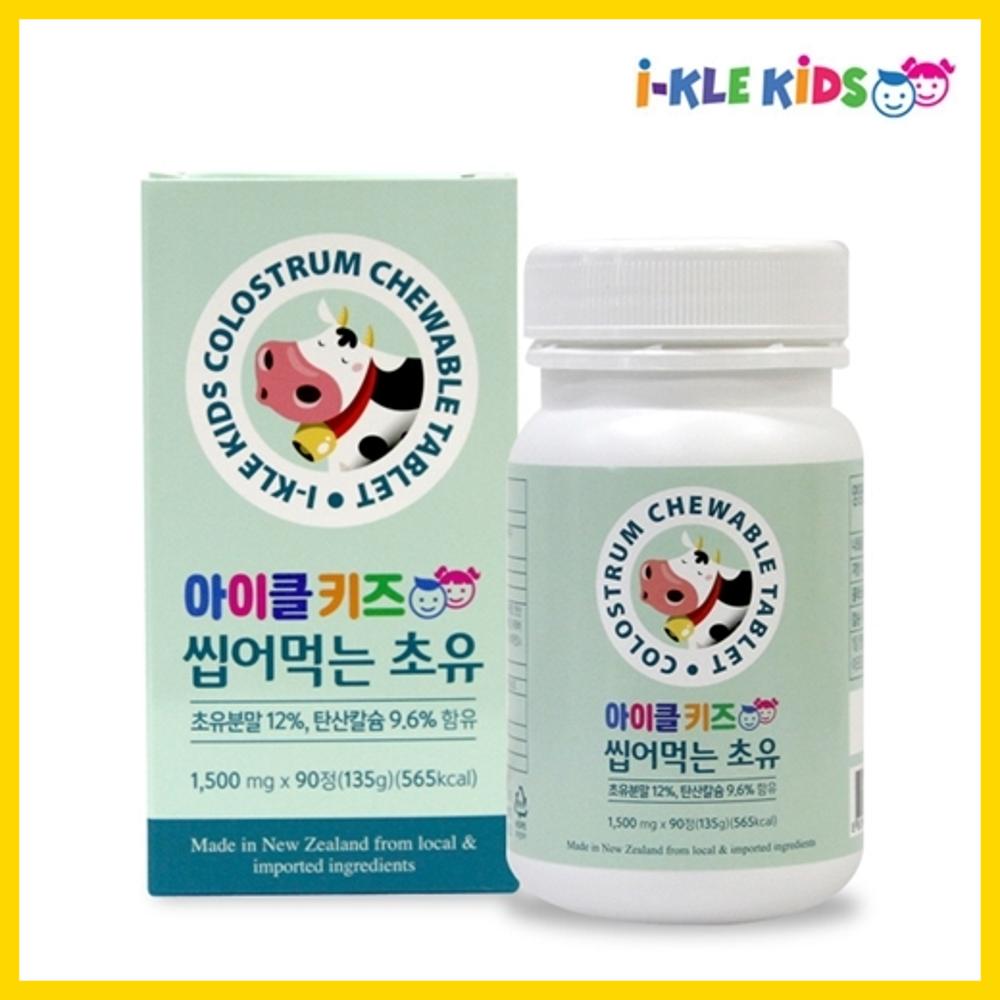 i-KLE KiDS
I-KLE KIDS COLOSTRUM CHEWABLE TABLET •
아이클 키즈
씹어먹는 초유
초유분말 12%, 탄산칼슘 9.6% 함유
1,500 mg x 90정(135g)(565kcal)
Made in New Zealand from local &
imported ingredients
COLOSTRUM CHEWABLE TABLET •
아이클 키즈
씹어먹는 초유
초유분말 12%, 탄산칼슘 9.6% 함유
1,500 mg x 90정(135g)(565kcal)
Made in New Zealand from local & imported ingredients